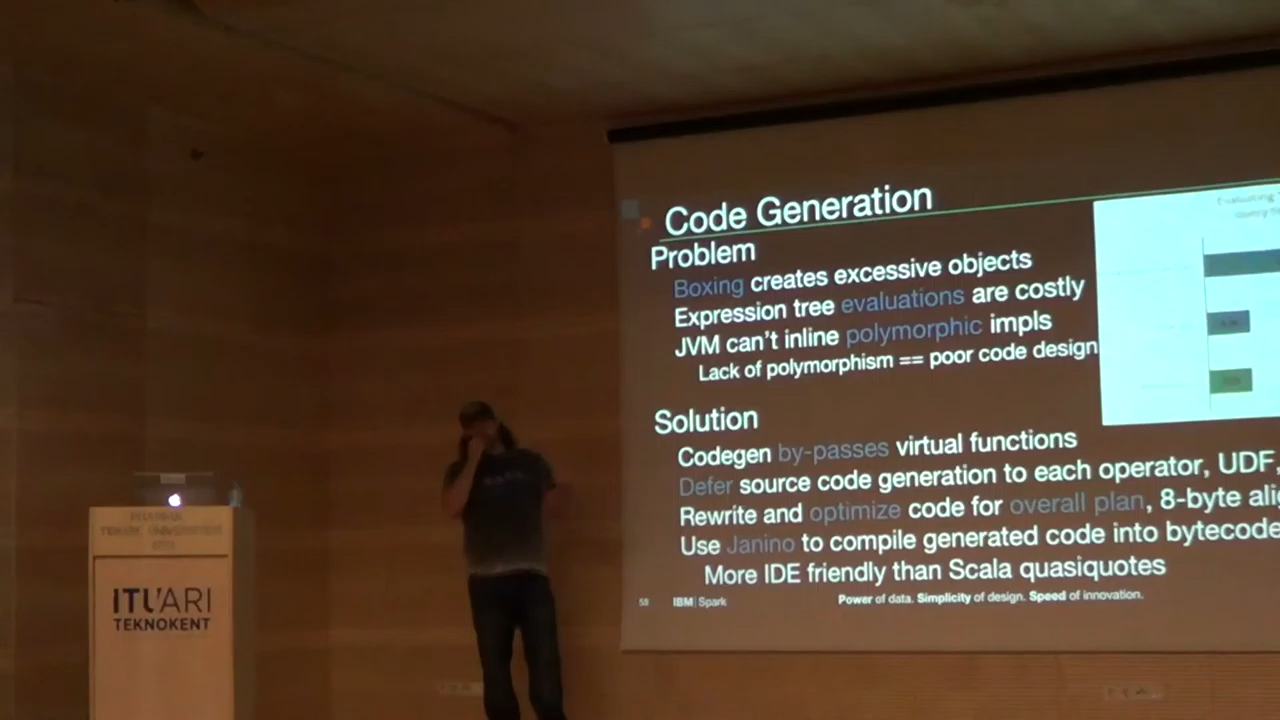 Code Generation
Problem
Boxing creates excessive objects
Expression tree evaluations are costly
JVM can't inline polymorphic impls
Lack of polymorphism == poor code design
Solution
Codegen by-passes virtual functions
Defer source code generation to each operator, UDF,
Rewrite and optimize code for overall plan, 8-byte
Use Janino to compile generated code into bytecode
More IDE friendly than Scala quasiquotes
58 IBM | Spark Power of data. Simplicity of design. Speed of innovation.
İTÜ ARI
TEKNOKENT